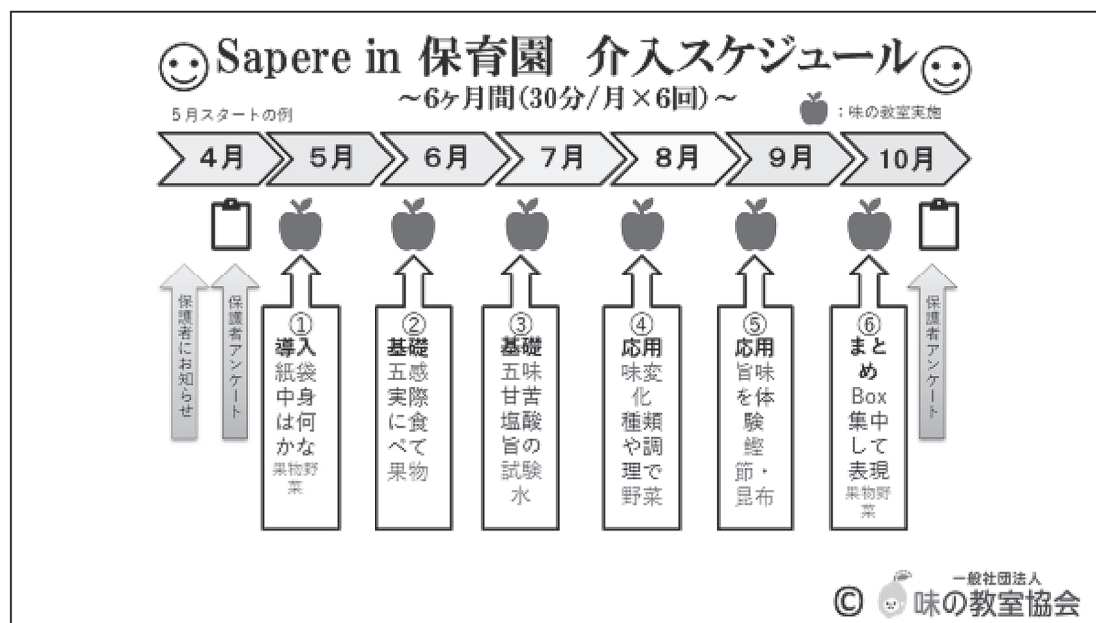 Sapere in 保育園 介入スケジュール
～6ヶ月間(30分/月×6回)～
5月スタートの例
：味の教室実施
4月
5月
6月
7月
8月
9月
10月
保護者にお知らせ
保護者アンケート
①
導入
紙袋
中身
は何
かな
果物野
菜
②
基礎
五感
実際
に食
べて
果物
③
基礎
五味
甘苦
塩酸
旨の
試験
水
④
応用
味変
化
種類
や調
理で
野菜
⑤
応用
旨味
を体
験
鰹
節・
昆布
⑥
まと
め
Box
集中
して
表現
果物野
菜
保護者アンケート
© 一般社団法人
味の教室協会